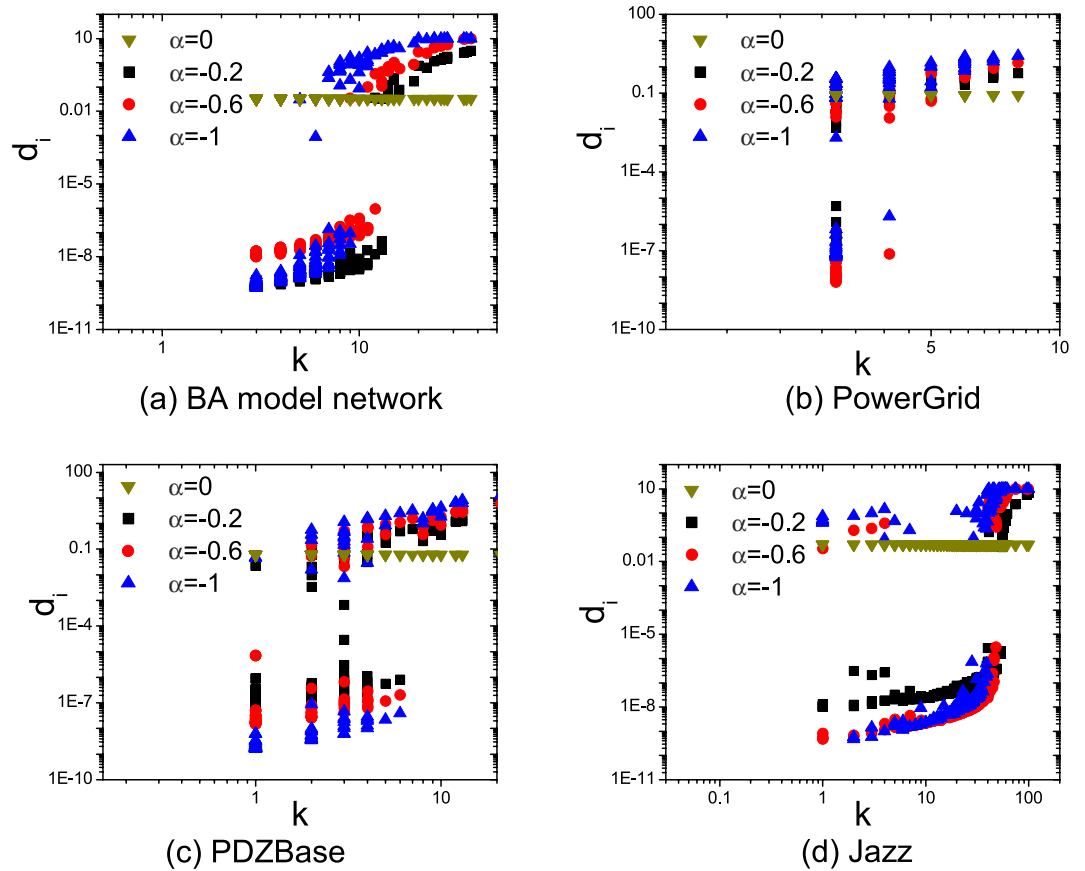 10
0.01
1E-5
1E-8
1E-11
d_i
α=0
α=-0.2
α=-0.6
α=-1
1 10
k
(a) BA model network
100
0.1
1E-4
1E-7
1E-10
d_i
α=0
α=-0.2
α=-0.6
α=-1
5 10
k
(b) PowerGrid
100
0.1
1E-4
1E-7
1E-10
d_i
α=0
α=-0.2
α=-0.6
α=-1
1 10
k
(c) PDZBase
10
0.01
1E-5
1E-8
1E-11
d_i
α=0
α=-0.2
α=-0.6
α=-1
0.1 1 10 100
k
(d) Jazz